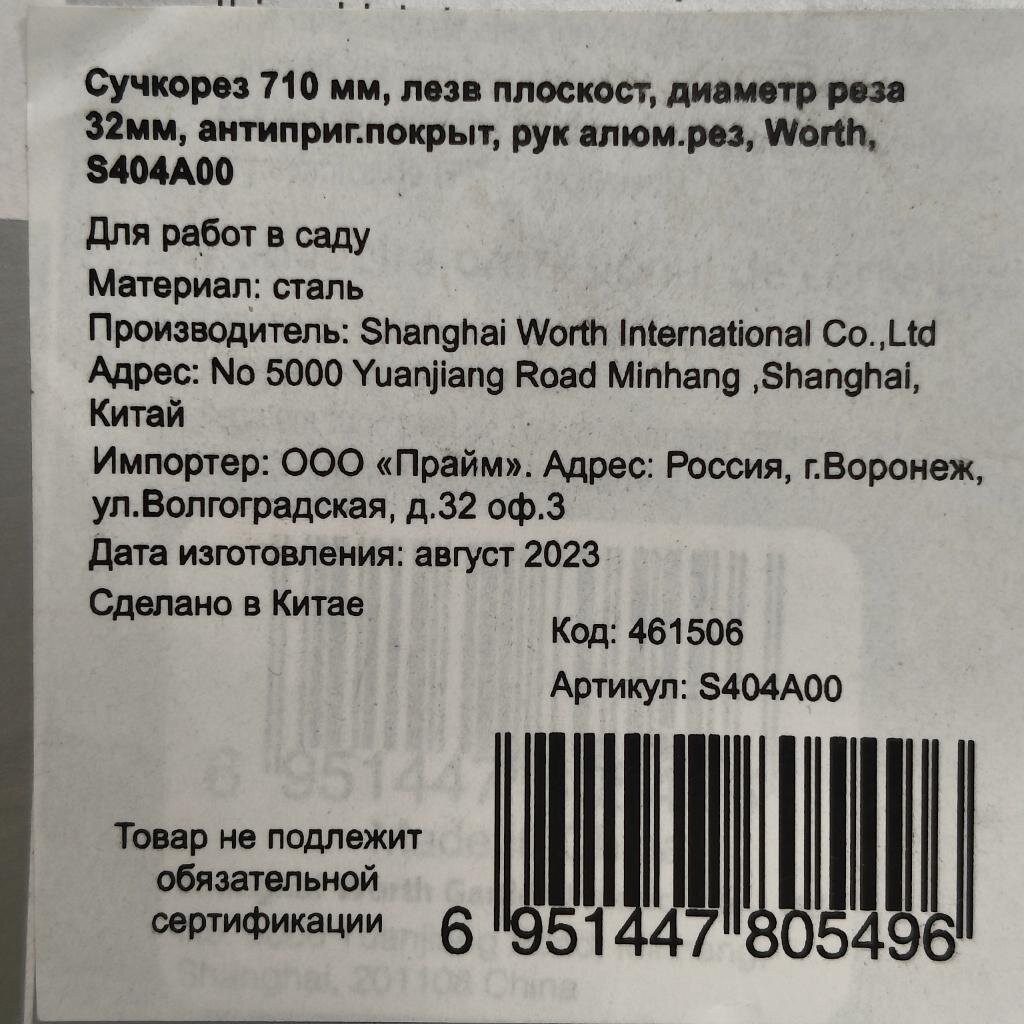 Сучкорез 710 мм, лезв плоскост, диаметр реза
32мм, антиприг.покрыт, рук алюм.рез, Worth,
S404A00
Для работ в саду
Материал: сталь
Производитель: Shanghai Worth International Co.,Ltd
Адрес: No 5000 Yuanjiang Road Minhang ,Shanghai,
Китай
Импортер: ООО «Прайм». Адрес: Россия, г.Воронеж,
ул.Волгоградская, д.32 оф.3
Дата изготовления: август 2023
Сделано в Китае
Код: 461506
Артикул: S404A00
Товар не подлежит
обязательной
сертификации
6 951447 805496
Shanghai, 201108 China